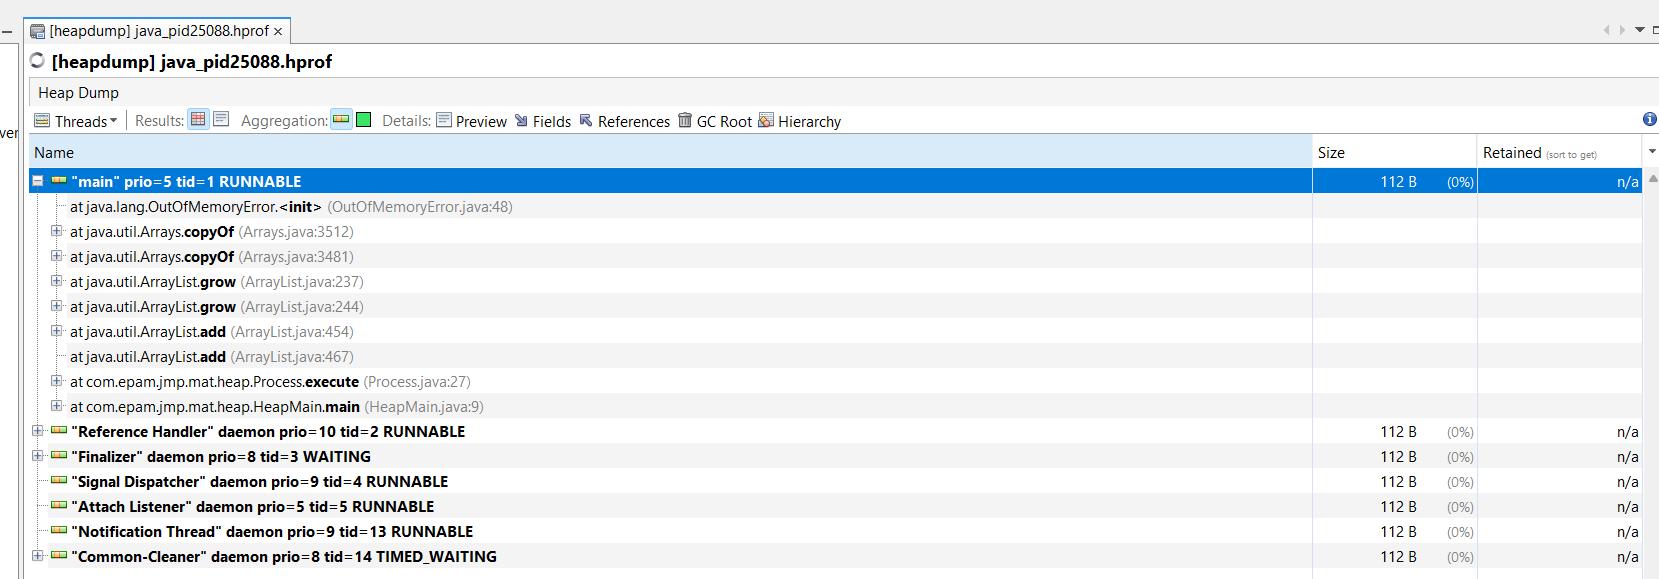 [heapdump] java_pid25088.hprof ×
[heapdump] java_pid25088.hprof
Heap Dump
ver
Threads Results: Aggregation: Details: Preview Fields References GC Root Hierarchy
Name Size Retained (sort to get)
"main" prio=5 tid=1 RUNNABLE 112 B (0%) n/a
at java.lang.OutOfMemoryError.<init> (OutOfMemoryError.java:48)
at java.util.Arrays.copyOf (Arrays.java:3512)
at java.util.Arrays.copyOf (Arrays.java:3481)
at java.util.ArrayList.grow (ArrayList.java:237)
at java.util.ArrayList.grow (ArrayList.java:244)
at java.util.ArrayList.add (ArrayList.java:454)
at java.util.ArrayList.add (ArrayList.java:467)
at com.epam.jmp.mat.heap.Process.execute (Process.java:27)
at com.epam.jmp.mat.heap.HeapMain.main (HeapMain.java:9)
"Reference Handler" daemon prio=10 tid=2 RUNNABLE 112 B (0%) n/a
"Finalizer" daemon prio=8 tid=3 WAITING 112 B (0%) n/a
"Signal Dispatcher" daemon prio=9 tid=4 RUNNABLE 112 B (0%) n/a
"Attach Listener" daemon prio=5 tid=5 RUNNABLE 112 B (0%) n/a
"Notification Thread" daemon prio=9 tid=13 RUNNABLE 112 B (0%) n/a
"Common-Cleaner" daemon prio=8 tid=14 TIMED_WAITING 112 B (0%) n/a